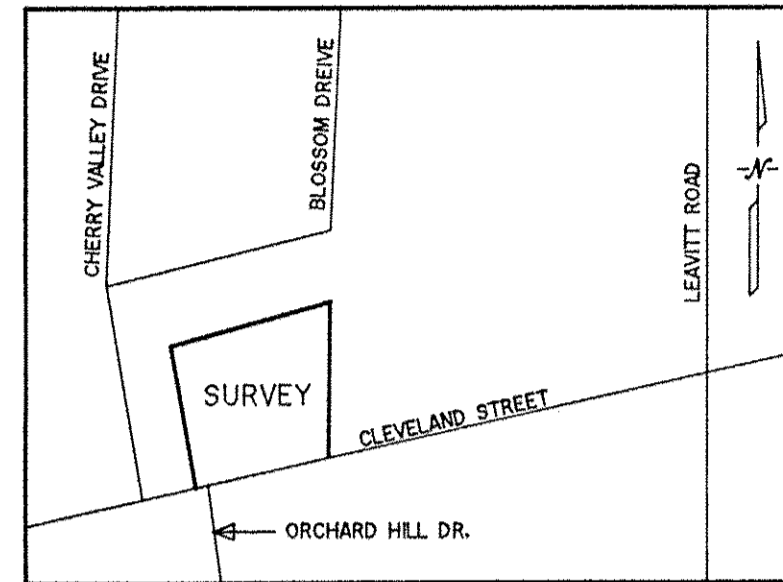 CHERRY VALLEY DRIVE
BLOSSOM DREIVE
LEAVITT ROAD
-N-
SURVEY
CLEVELAND STREET
ORCHARD HILL DR.